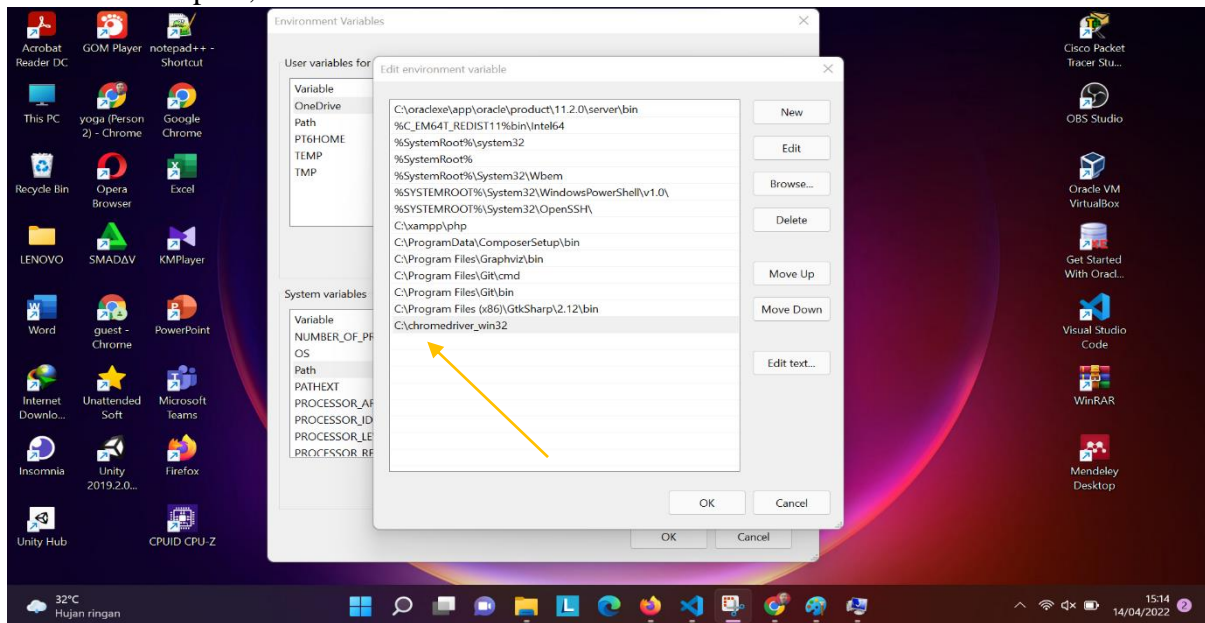 Acrobat
Reader DC
GOM Player
notepad++ -
Shortcut
This PC
yoga (Person
2) - Chrome
Google
Chrome
Recycle Bin
Opera
Browser
Excel
LENOVO
SMADΔV
KMPlayer
Word
guest -
Chrome
PowerPoint
Internet
Downlo...
Unattended
Soft
Microsoft
Teams
Insomnia
Unity
2019.2.0...
Firefox
Unity Hub
CPUID CPU-Z
Environment Variables
User variables for
Variable
OneDrive
Path
PT6HOME
TEMP
TMP
System variables
Variable
NUMBER_OF_PR
OS
Path
PATHEXT
PROCESSOR_AR
PROCESSOR_ID
PROCESSOR_LE
PROCESSOR_RE
OK
Cancel
Edit environment variable
C:\oraclexe\app\oracle\product\11.2.0\server\bin
%C_EM64T_REDIST11%bin\Intel64
%SystemRoot%\system32
%SystemRoot%
%SystemRoot%\System32\Wbem
%SYSTEMROOT%\System32\WindowsPowerShell\v1.0\
%SYSTEMROOT%\System32\OpenSSH\
C:\xampp\php
C:\ProgramData\ComposerSetup\bin
C:\Program Files\Graphviz\bin
C:\Program Files\Git\cmd
C:\Program Files\Git\bin
C:\Program Files (x86)\GtkSharp\2.12\bin
C:\chromedriver_win32
New
Edit
Browse...
Delete
Move Up
Move Down
Edit text...
OK
Cancel
Cisco Packet
Tracer Stu...
OBS Studio
Oracle VM
VirtualBox
Get Started
With Oracl...
Visual Studio
Code
WinRAR
Mendeley
Desktop
32°C
Hujan ringan
15:14
14/04/2022
2